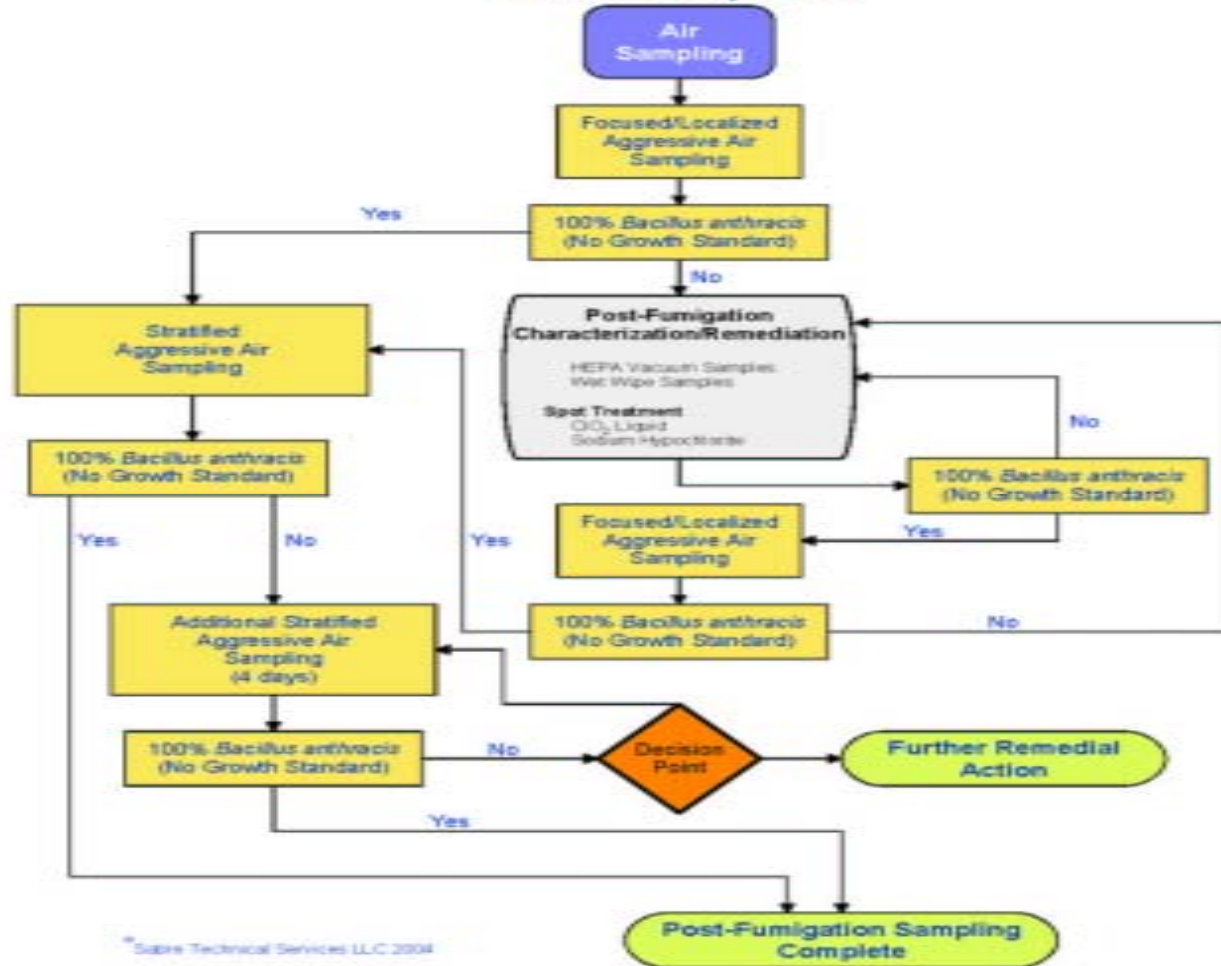 Air
Sampling
Focused/Localized
Aggressive Air
Sampling
Yes
100% Bacillus anthracis
(No Growth Standard)
No
Stratified
Aggressive Air
Sampling
Post-Fumigation
Characterization/Remediation
HEPA Vacuum Samples
Wet Wipe Samples
Spot Treatment
ClO2 Liquid
Sodium Hypochlorite
No
100% Bacillus anthracis
(No Growth Standard)
100% Bacillus anthracis
(No Growth Standard)
Yes
No
Yes
Focused/Localized
Aggressive Air
Sampling
Yes
Additional Stratified
Aggressive Air
Sampling
(4 days)
100% Bacillus anthracis
(No Growth Standard)
No
100% Bacillus anthracis
(No Growth Standard)
No
Decision
Point
Further Remedial
Action
Yes
Post-Fumigation Sampling
Complete
*Sabre Technical Services LLC 2004